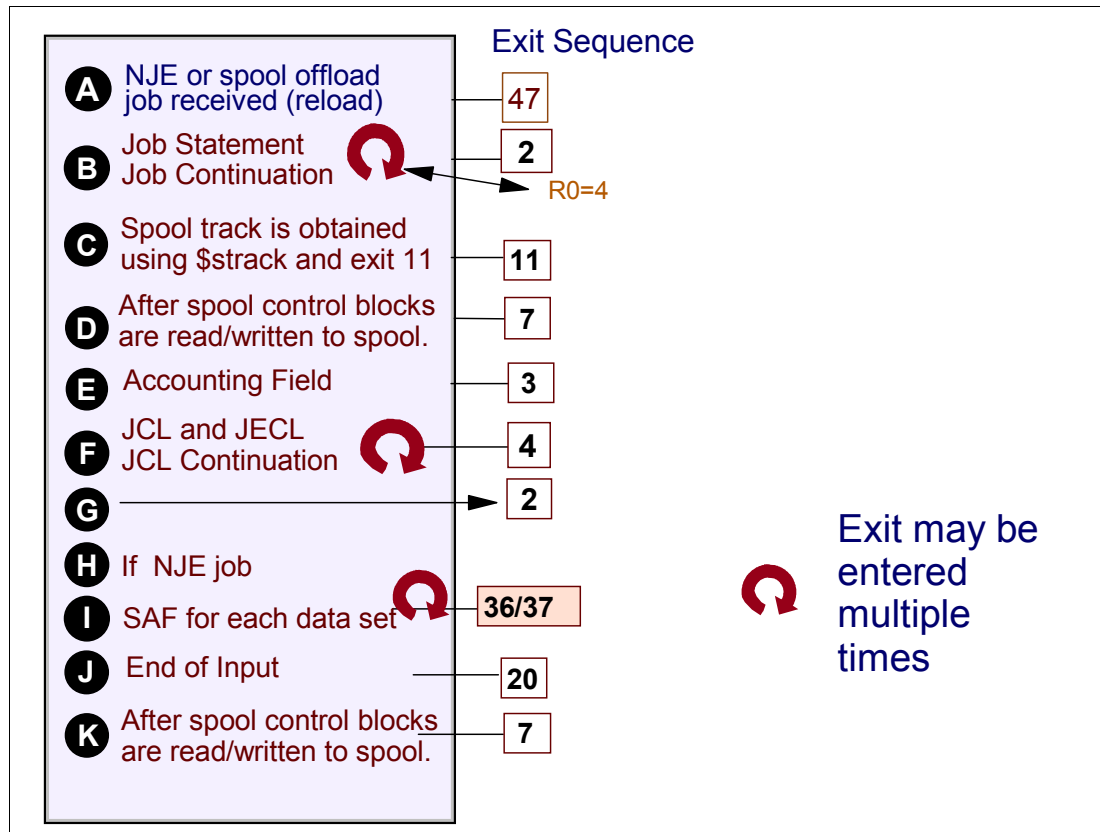 Exit Sequence
A NJE or spool offload
job received (reload)
47
B Job Statement
Job Continuation
2
R0=4
C Spool track is obtained
using $strack and exit 11
11
D After spool control blocks
are read/written to spool.
7
E Accounting Field
3
F JCL and JECL
JCL Continuation
4
G
2
H If NJE job
I SAF for each data set
36/37
J End of Input
20
K After spool control blocks
are read/written to spool.
7
Exit may be
entered
multiple
times